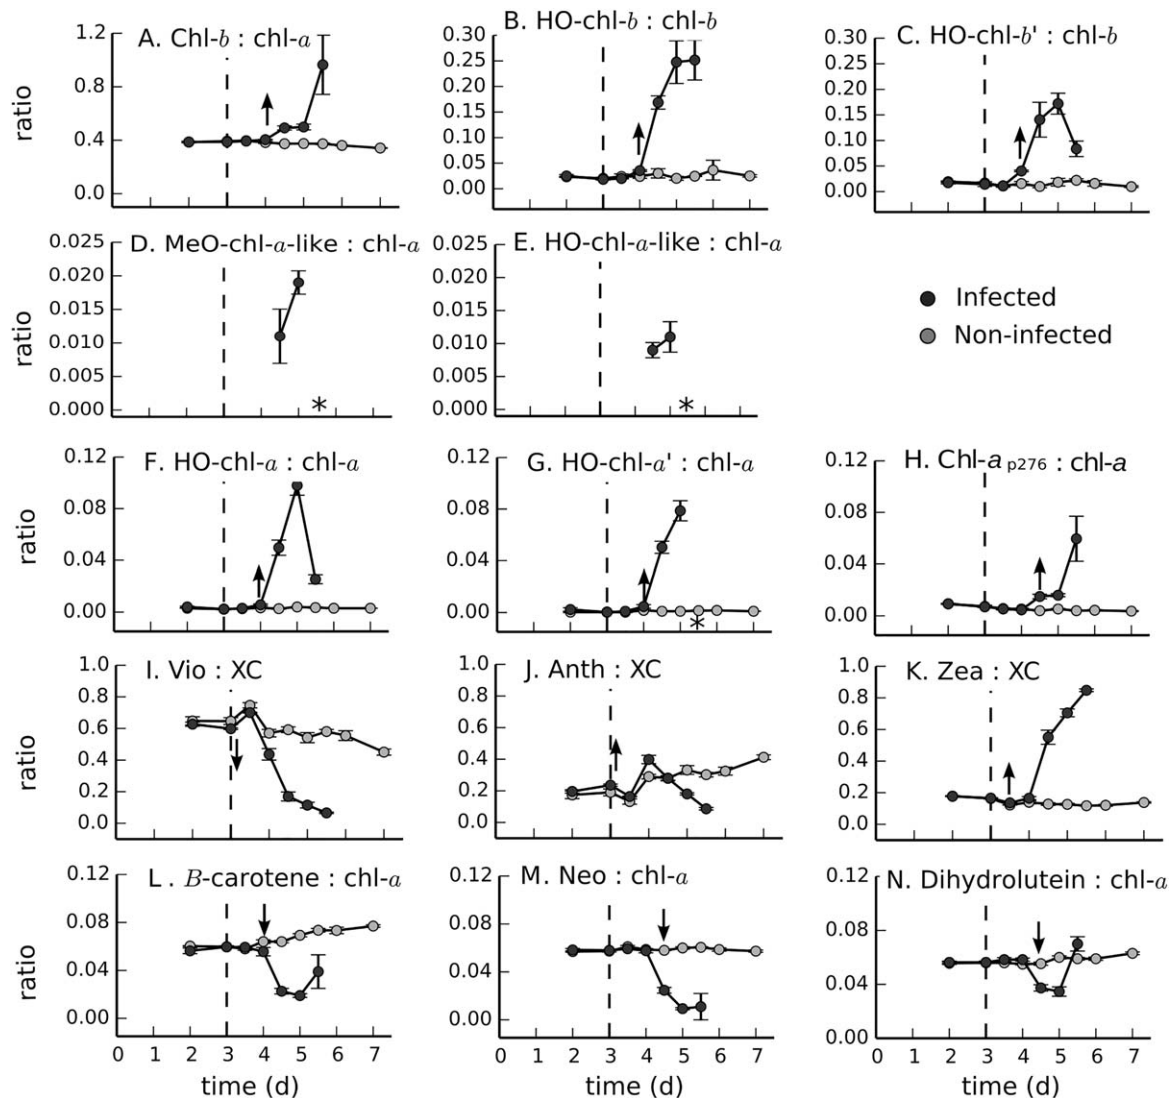 A. Chl-b : chl-a
ratio
1.2
0.8
0.4
0.0
B. HO-chl-b : chl-b
0.30
0.25
0.20
0.15
0.10
0.05
0.00
C. HO-chl-b' : chl-b
0.30
0.25
0.20
0.15
0.10
0.05
0.00
D. MeO-chl-a-like : chl-a
ratio
0.025
0.020
0.015
0.010
0.005
0.000
*
E. HO-chl-a-like : chl-a
0.025
0.020
0.015
0.010
0.005
0.000
*
Infected
Non-infected
F. HO-chl-a : chl-a
ratio
0.12
0.08
0.04
0.00
G. HO-chl-a' : chl-a
0.12
0.08
0.04
0.00
*
H. Chl-a p276 : chl-a
0.12
0.08
0.04
0.00
I. Vio : XC
ratio
1.0
0.8
0.6
0.4
0.2
0.0
J. Anth : XC
1.0
0.8
0.6
0.4
0.2
0.0
K. Zea : XC
1.0
0.8
0.6
0.4
0.2
0.0
L . B-carotene : chl-a
ratio
0.12
0.08
0.04
0.00
0 1 2 3 4 5 6 7
time (d)
M. Neo : chl-a
0.12
0.08
0.04
0.00
0 1 2 3 4 5 6 7
time (d)
N. Dihydrolutein : chl-a
0.12
0.08
0.04
0.00
0 1 2 3 4 5 6 7
time (d)